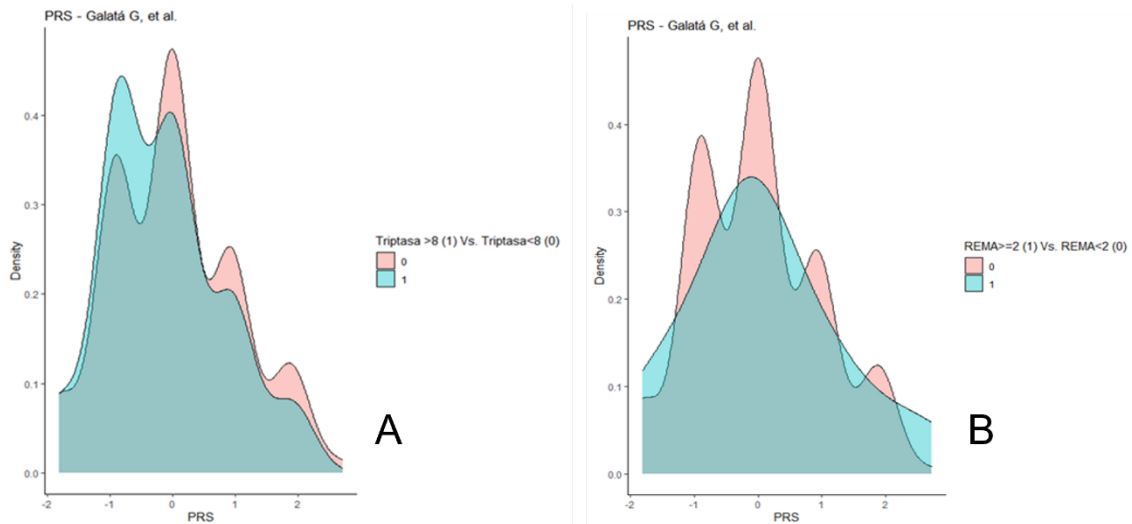 PRS - Galatá G, et al.
Density
0.4
0.3
0.2
0.1
0.0
-2
-1
0
1
2
PRS
Triptasa >8 (1) Vs. Triptasa<8 (0)
0
1
A
PRS - Galatá G, et al.
Density
0.4
0.3
0.2
0.1
0.0
-2
-1
0
1
2
PRS
REMA>=2 (1) Vs. REMA<2 (0)
0
1
B